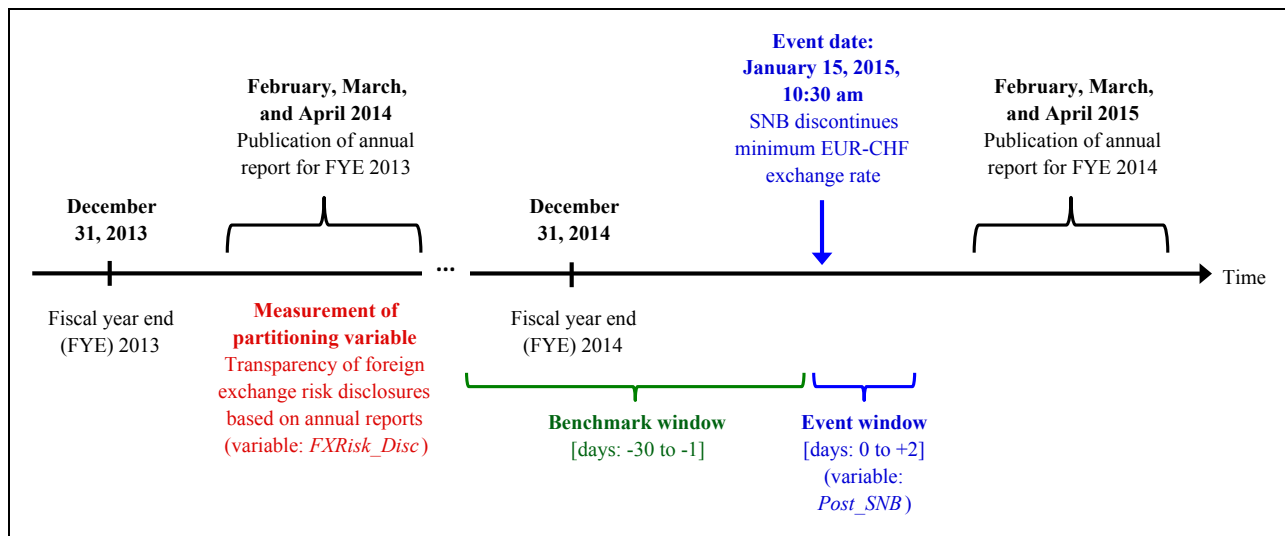 Event date:
January 15, 2015,
10:30 am
SNB discontinues
minimum EUR-CHF
exchange rate
February, March,
and April 2014
Publication of annual
report for FYE 2013
February, March,
and April 2015
Publication of annual
report for FYE 2014
December
31, 2013
December
31, 2014
...
Time
Fiscal year end
(FYE) 2013
Measurement of
partitioning variable
Transparency of foreign
exchange risk disclosures
based on annual reports
(variable: FXRisk_Disc)
Fiscal year end
(FYE) 2014
Benchmark window
[days: -30 to -1]
Event window
[days: 0 to +2]
(variable:
Post_SNB)